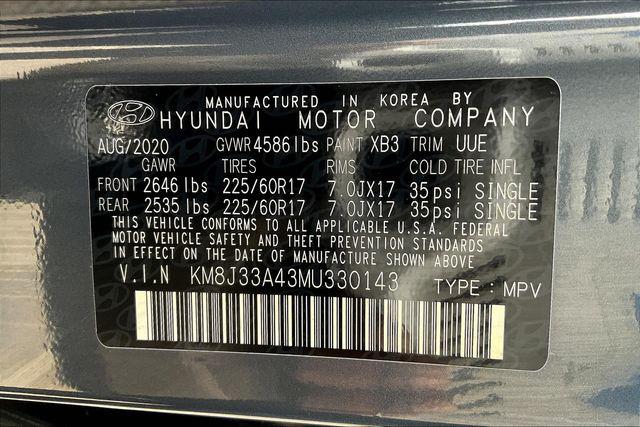 MANUFACTURED IN KOREA BY
HYUNDAI MOTOR COMPANY
AUG/2020 GVWR 4586 lbs PAINT XB3 TRIM UUE
GAWR TIRES RIMS COLD TIRE INFL
FRONT 2646 lbs 225/60R17 7.0JX17 35psi SINGLE
REAR 2535 lbs 225/60R17 7.0JX17 35psi SINGLE
THIS VEHICLE CONFORMS TO ALL APPLICABLE U.S.A. FEDERAL
MOTOR VEHICLE SAFETY AND THEFT PREVENTION STANDARDS
IN EFFECT ON THE DATE OF MANUFACTURE SHOWN ABOVE
V.I.N KM8J33A43MU330143 TYPE : MPV